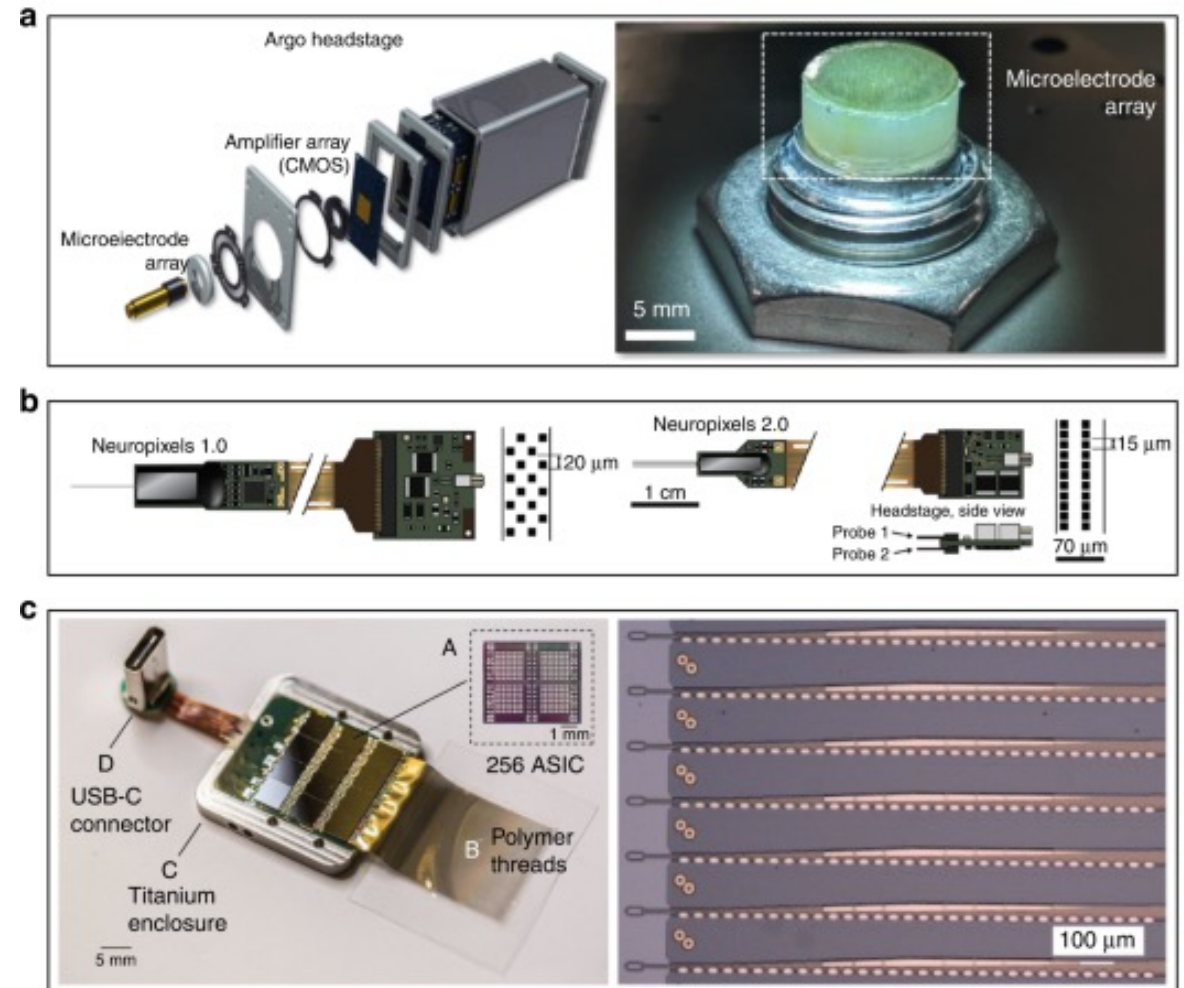 a
Argo headstage
Amplifier array
(CMOS)
Microelectrode
array
Microelectrode
array
5 mm
b
Neuropixels 1.0
20 μm
Neuropixels 2.0
1 cm
Headstage, side view
Probe 1
Probe 2
15 μm
70 μm
c
A
1 mm
256 ASIC
D
USB-C
connector
B Polymer
threads
C
Titanium
enclosure
5 mm
100 μm